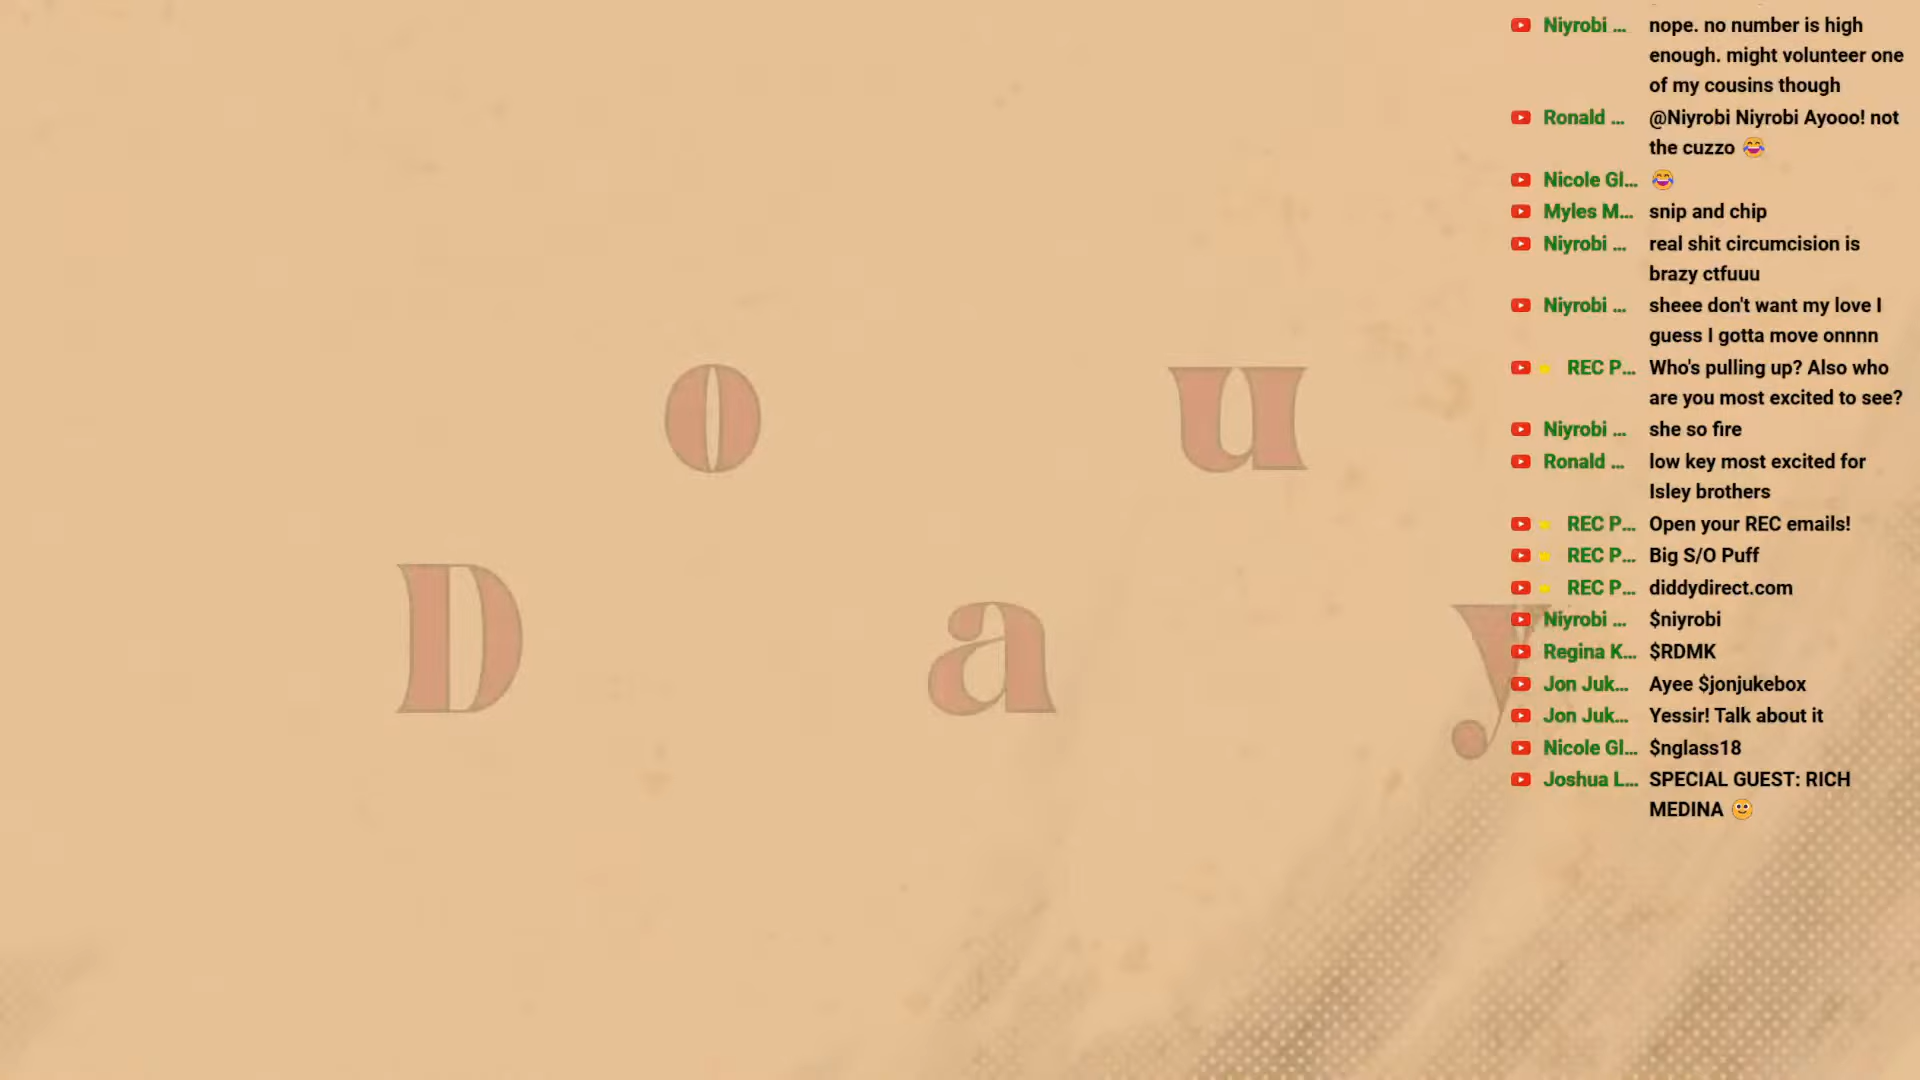 o u
D a y
Niyrobi ... nope. no number is high
enough. might volunteer one
of my cousins though
Ronald ... @Niyrobi Niyrobi Ayooo! not
the cuzzo 😂
Nicole Gl... 😂
Myles M... snip and chip
Niyrobi ... real shit circumcision is
brazy ctfuuu
Niyrobi ... sheee don't want my love I
guess I gotta move onnnn
REC P... Who's pulling up? Also who
are you most excited to see?
Niyrobi ... she so fire
Ronald ... low key most excited for
Isley brothers
REC P... Open your REC emails!
REC P... Big S/O Puff
REC P... diddydirect.com
Niyrobi ... $niyrobi
Regina K... $RDMK
Jon Juk... Ayee $jonjukebox
Jon Juk... Yessir! Talk about it
Nicole Gl... $nglass18
Joshua L... SPECIAL GUEST: RICH
MEDINA 🙂